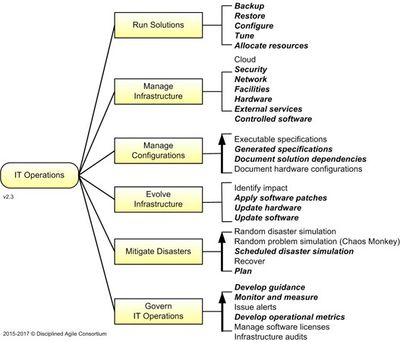 IT Operations
v2.3
Run Solutions
Backup
Restore
Configure
Tune
Allocate resources
Manage
Infrastructure
Cloud
Security
Network
Facilities
Hardware
External services
Controlled software
Manage
Configurations
Executable specifications
Generated specifications
Document solution dependencies
Document hardware configurations
Evolve
Infrastructure
Identify impact
Apply software patches
Update hardware
Update software
Mitigate Disasters
Random disaster simulation
Random problem simulation (Chaos Monkey)
Scheduled disaster simulation
Recover
Plan
Govern
IT Operations
Develop guidance
Monitor and measure
Issue alerts
Develop operational metrics
Manage software licenses
Infrastructure audits
2015-2017 © Disciplined Agile Consortium